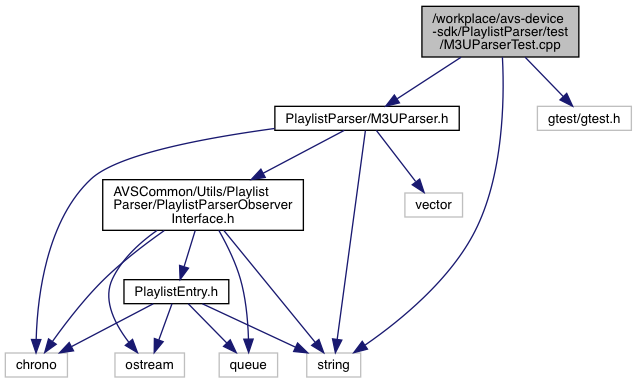 /workplace/avs-device
-sdk/PlaylistParser/test
/M3UParserTest.cpp
PlaylistParser/M3UParser.h
gtest/gtest.h
AVSCommon/Utils/Playlist
Parser/PlaylistParserObserver
Interface.h
vector
PlaylistEntry.h
chrono
ostream
queue
string